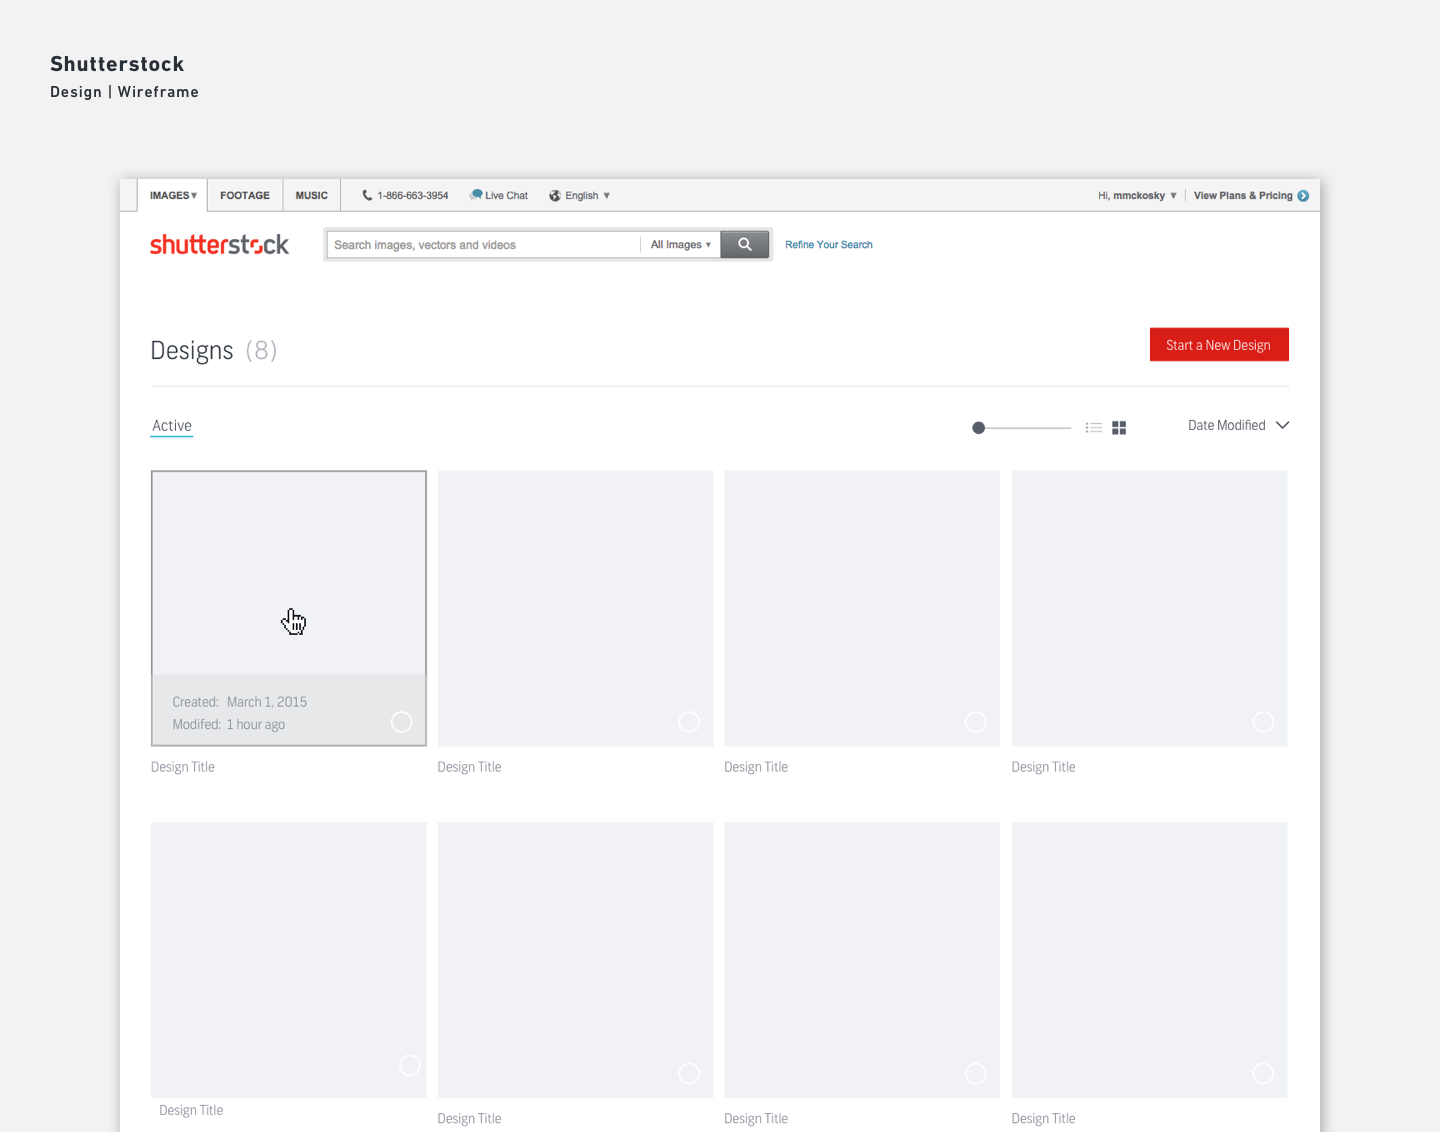 Shutterstock
Design | Wireframe
IMAGES FOOTAGE MUSIC 1-866-663-3954 Live Chat English Hi, mmckosky View Plans & Pricing
shutterstock Search images, vectors and videos All Images Refine Your Search
Designs (8) Start a New Design
Active Date Modified
Created: March 1, 2015
Modifed: 1 hour ago
Design Title Design Title Design Title Design Title
Design Title Design Title Design Title Design Title